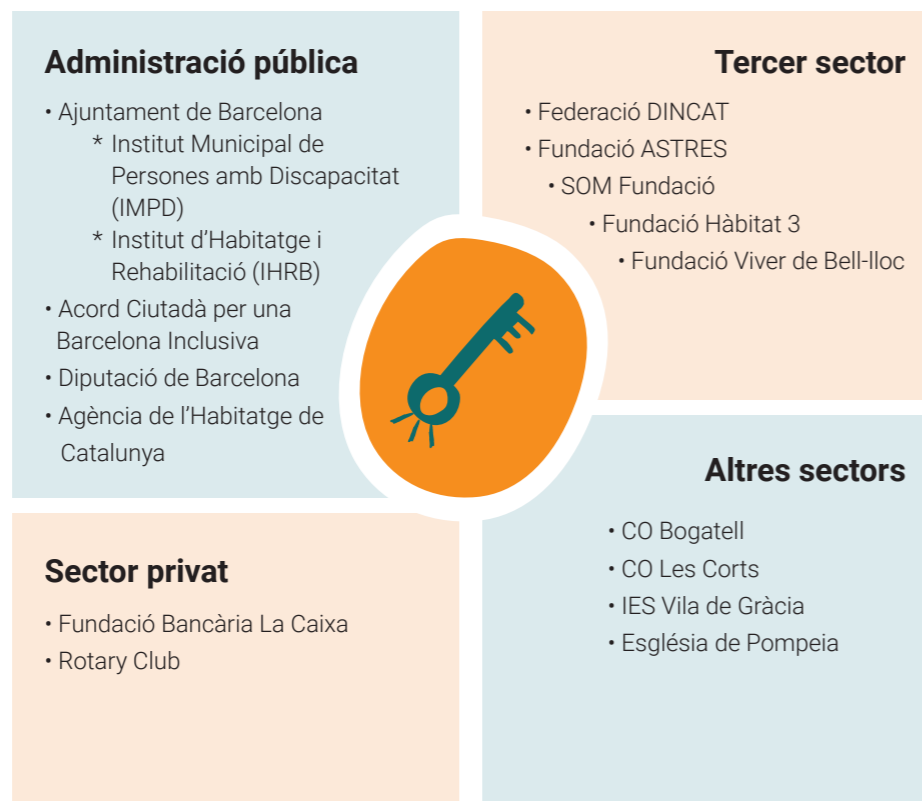 Administració pública
• Ajuntament de Barcelona
* Institut Municipal de
Persones amb Discapacitat
(IMPD)
* Institut d’Habitatge i
Rehabilitació (IHRB)
• Acord Ciutadà per una
Barcelona Inclusiva
• Diputació de Barcelona
• Agència de l’Habitatge de
Catalunya
Tercer sector
• Federació DINCAT
• Fundació ASTRES
• SOM Fundació
• Fundació Hàbitat 3
• Fundació Viver de Bell-lloc
Sector privat
• Fundació Bancària La Caixa
• Rotary Club
Altres sectors
• CO Bogatell
• CO Les Corts
• IES Vila de Gràcia
• Església de Pompeia